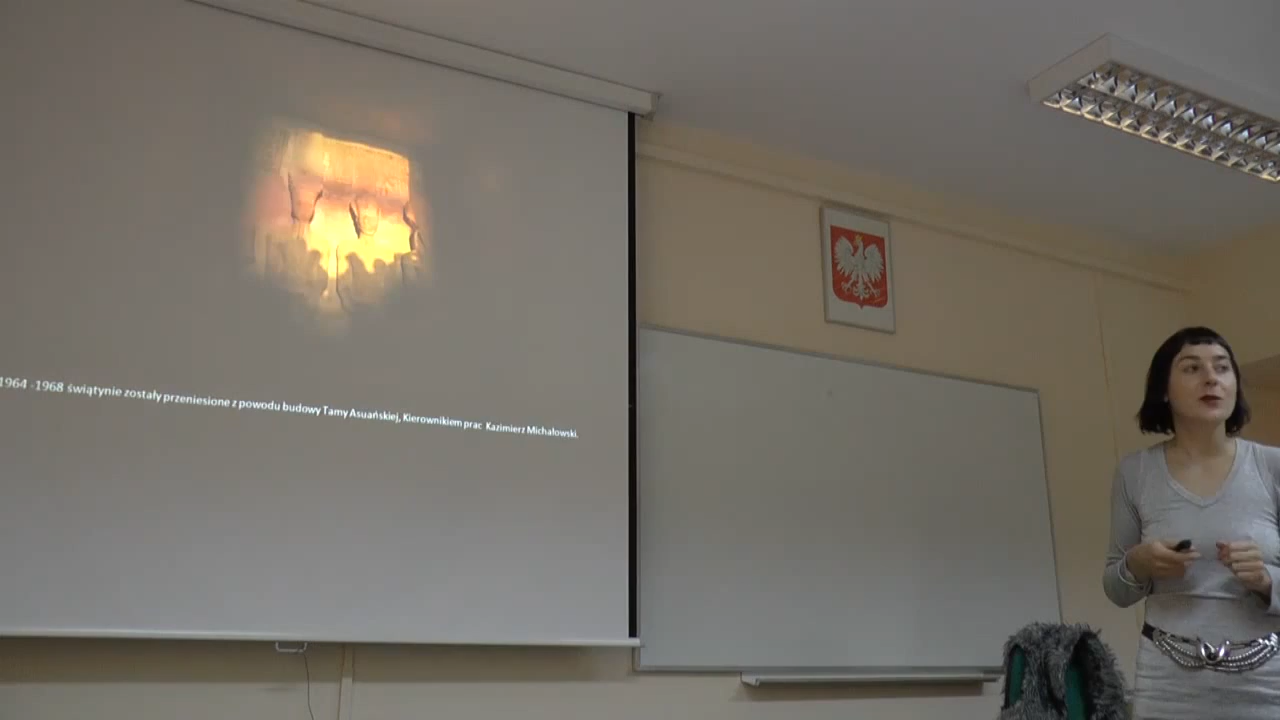 1964 -1968 świątynie zostały przeniesione z powodu budowy Tamy Asuańskiej, Kierownikiem prac Kazimierz Michałowski.